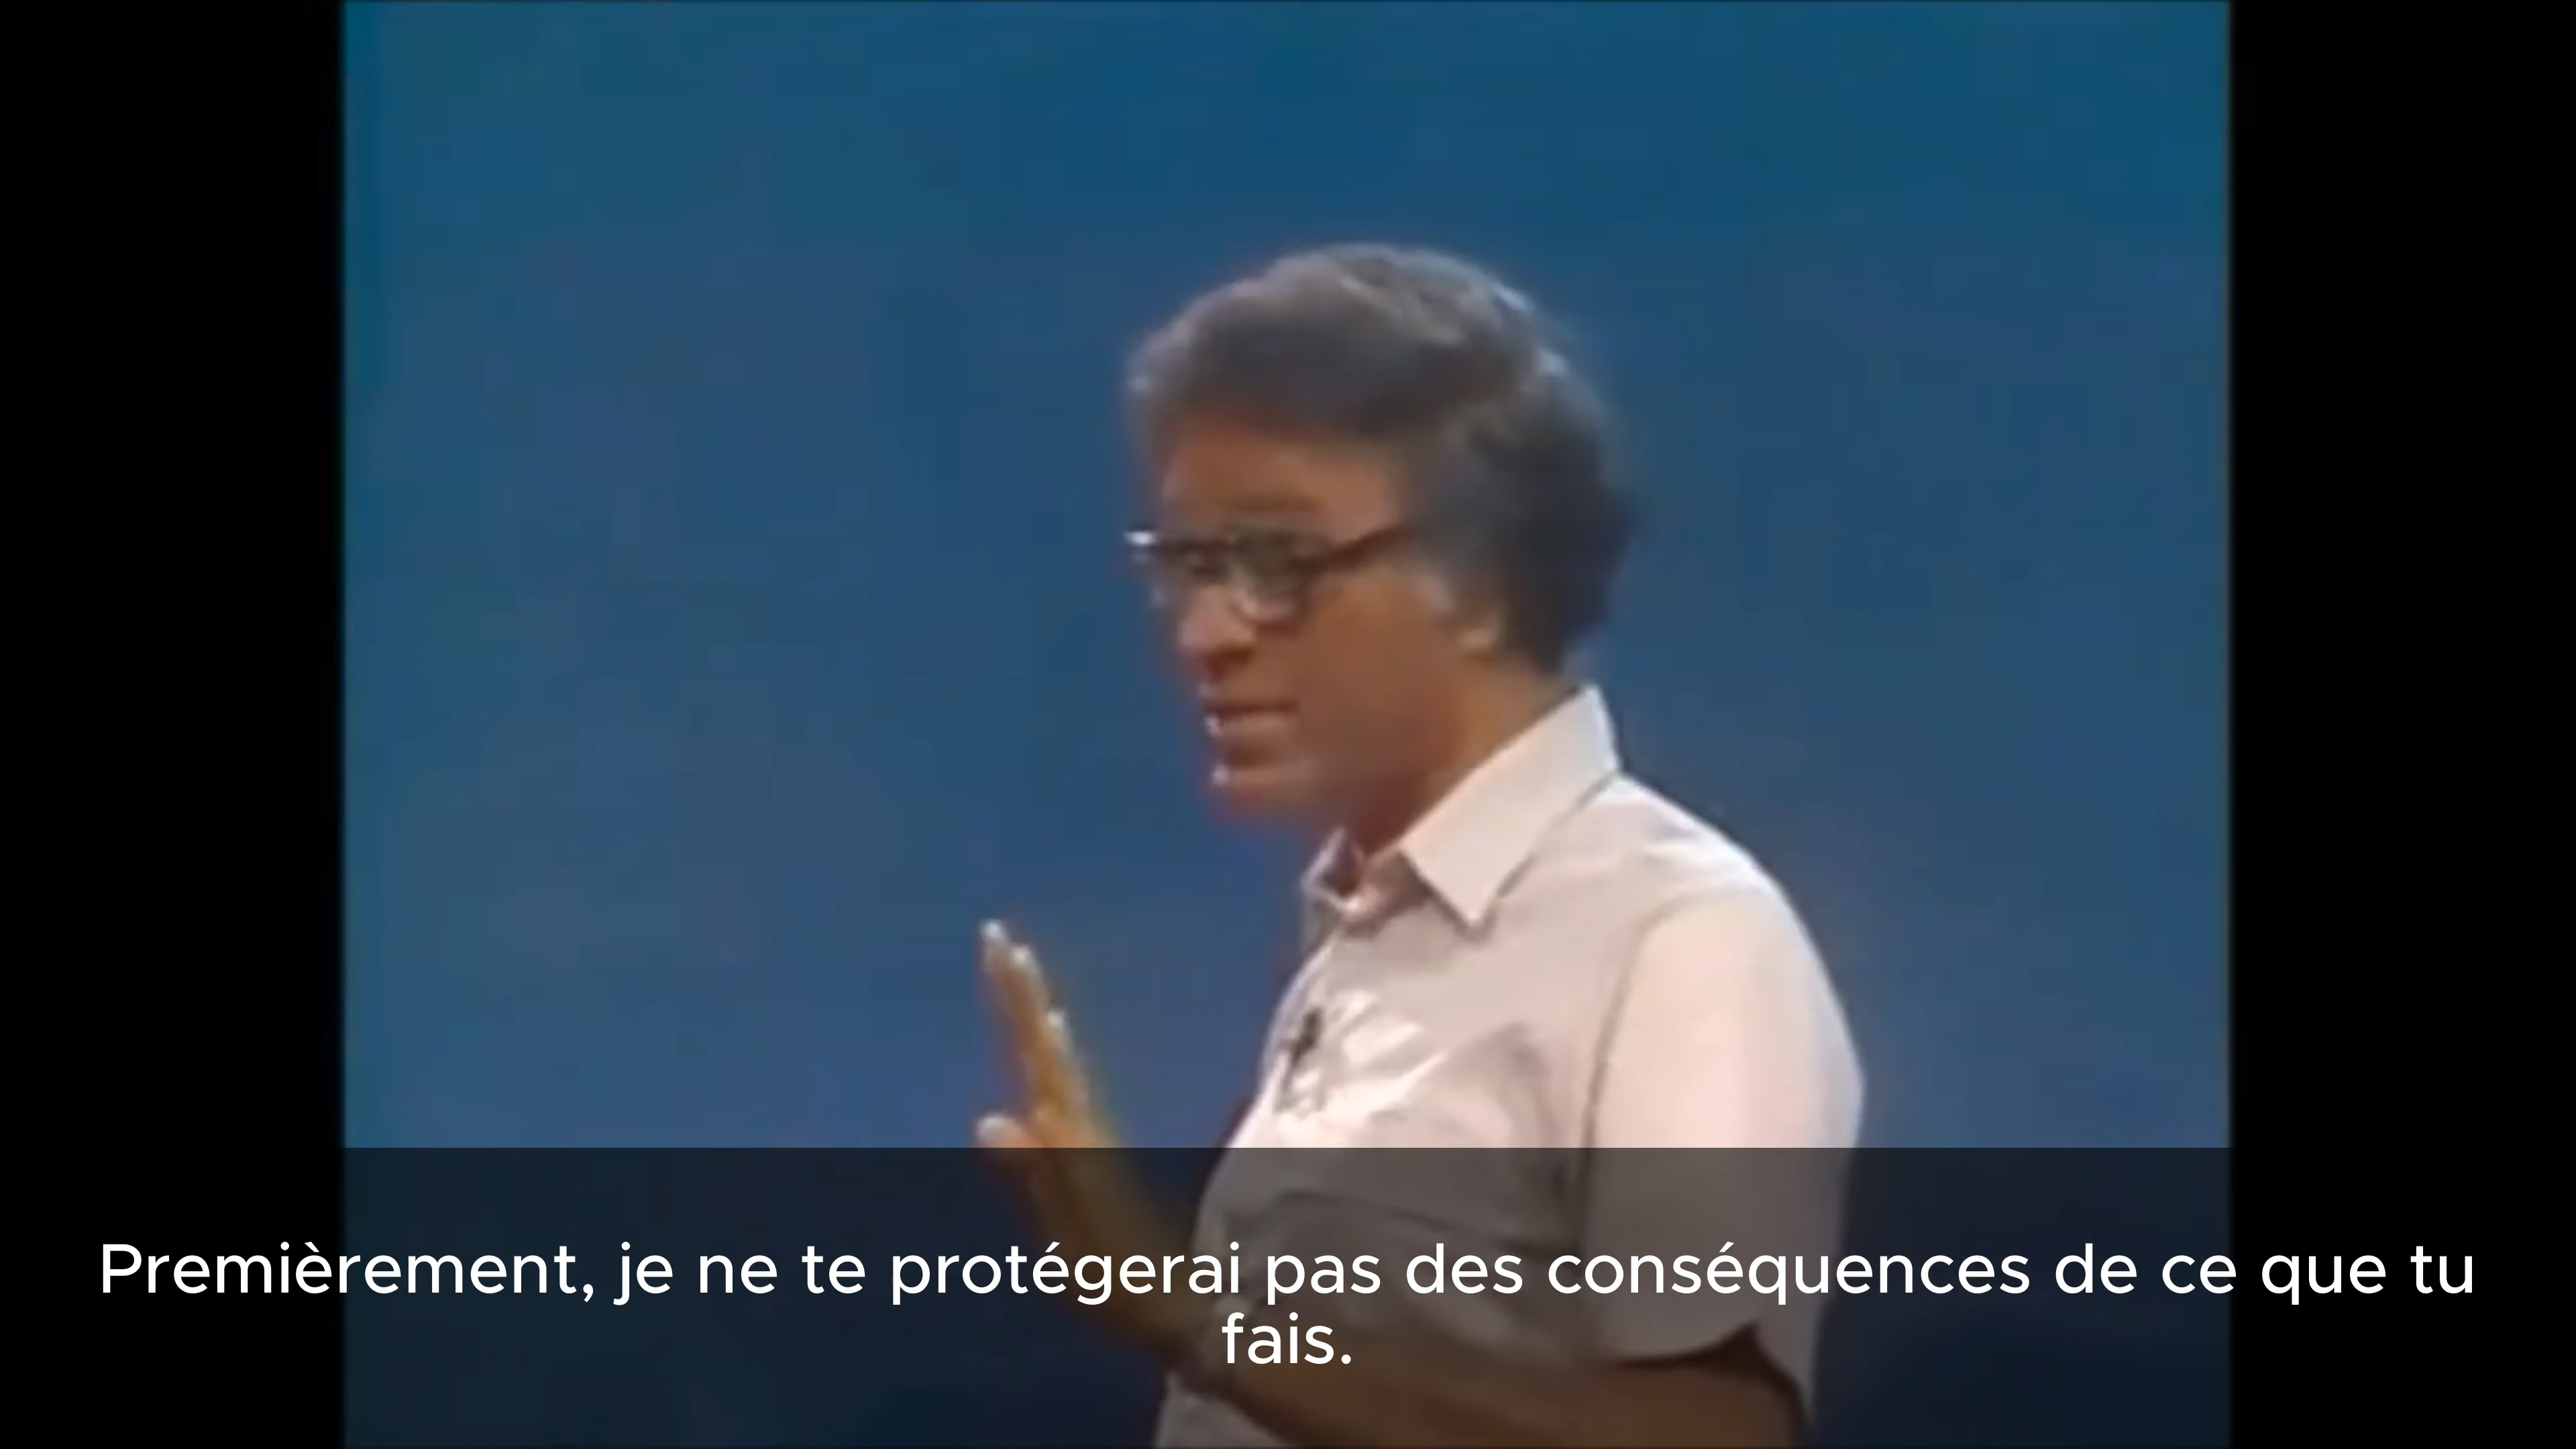 Premièrement, je ne te protégerai pas des conséquences de ce que tu
fais.